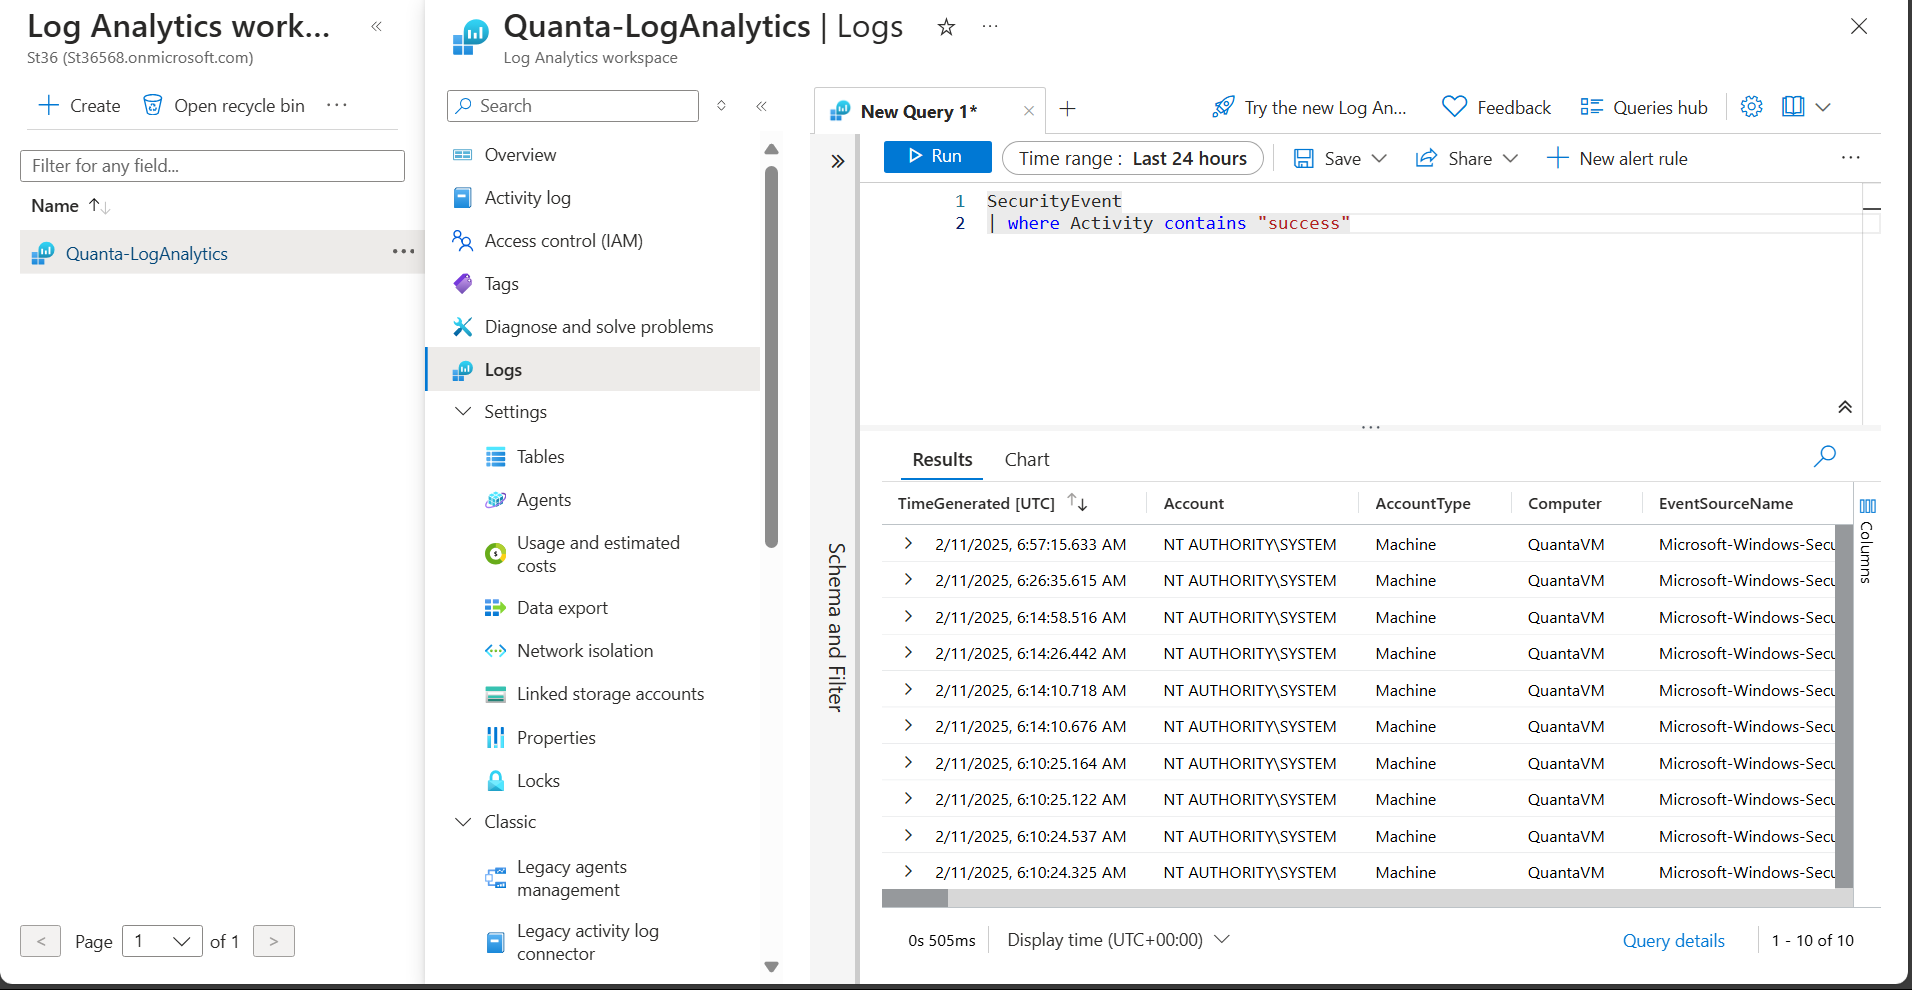 Log Analytics work...
St36 (St36568.onmicrosoft.com)
Create
Open recycle bin
Filter for any field...
Name
Quanta-LogAnalytics
Page 1 of 1
Quanta-LogAnalytics | Logs
Log Analytics workspace
Search
Overview
Activity log
Access control (IAM)
Tags
Diagnose and solve problems
Logs
Settings
Tables
Agents
Usage and estimated
costs
Data export
Network isolation
Linked storage accounts
Properties
Locks
Classic
Legacy agents
management
Legacy activity log
connector
New Query 1*
Try the new Log An...
Feedback
Queries hub
Run
Time range : Last 24 hours
Save
Share
New alert rule
Schema and Filter
1 SecurityEvent
2 | where Activity contains "success"
Results Chart
TimeGenerated [UTC] Account AccountType Computer EventSourceName
2/11/2025, 6:57:15.633 AM NT AUTHORITY\SYSTEM Machine QuantaVM Microsoft-Windows-Secu
2/11/2025, 6:26:35.615 AM NT AUTHORITY\SYSTEM Machine QuantaVM Microsoft-Windows-Secu
2/11/2025, 6:14:58.516 AM NT AUTHORITY\SYSTEM Machine QuantaVM Microsoft-Windows-Secu
2/11/2025, 6:14:26.442 AM NT AUTHORITY\SYSTEM Machine QuantaVM Microsoft-Windows-Secu
2/11/2025, 6:14:10.718 AM NT AUTHORITY\SYSTEM Machine QuantaVM Microsoft-Windows-Secu
2/11/2025, 6:14:10.676 AM NT AUTHORITY\SYSTEM Machine QuantaVM Microsoft-Windows-Secu
2/11/2025, 6:10:25.164 AM NT AUTHORITY\SYSTEM Machine QuantaVM Microsoft-Windows-Secu
2/11/2025, 6:10:25.122 AM NT AUTHORITY\SYSTEM Machine QuantaVM Microsoft-Windows-Secu
2/11/2025, 6:10:24.537 AM NT AUTHORITY\SYSTEM Machine QuantaVM Microsoft-Windows-Secu
2/11/2025, 6:10:24.325 AM NT AUTHORITY\SYSTEM Machine QuantaVM Microsoft-Windows-Secu
Columns
0s 505ms Display time (UTC+00:00) Query details 1 - 10 of 10